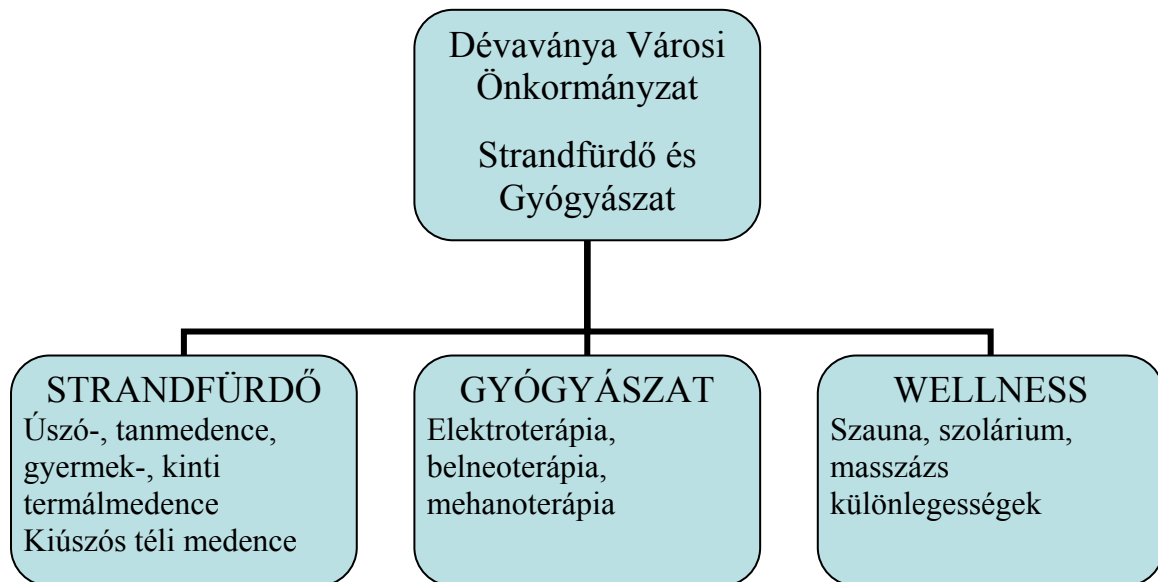 Dévaványa Városi
Önkormányzat
Strandfürdő és
Gyógyászat
STRANDFÜRDŐ
Úszó-, tanmedence,
gyermek-, kinti
termálmedence
Kiúszós téli medence
GYÓGYÁSZAT
Elektroterápia,
belneoterápia,
mehanoterápia
WELLNESS
Szauna, szolárium,
masszázs
különlegességek